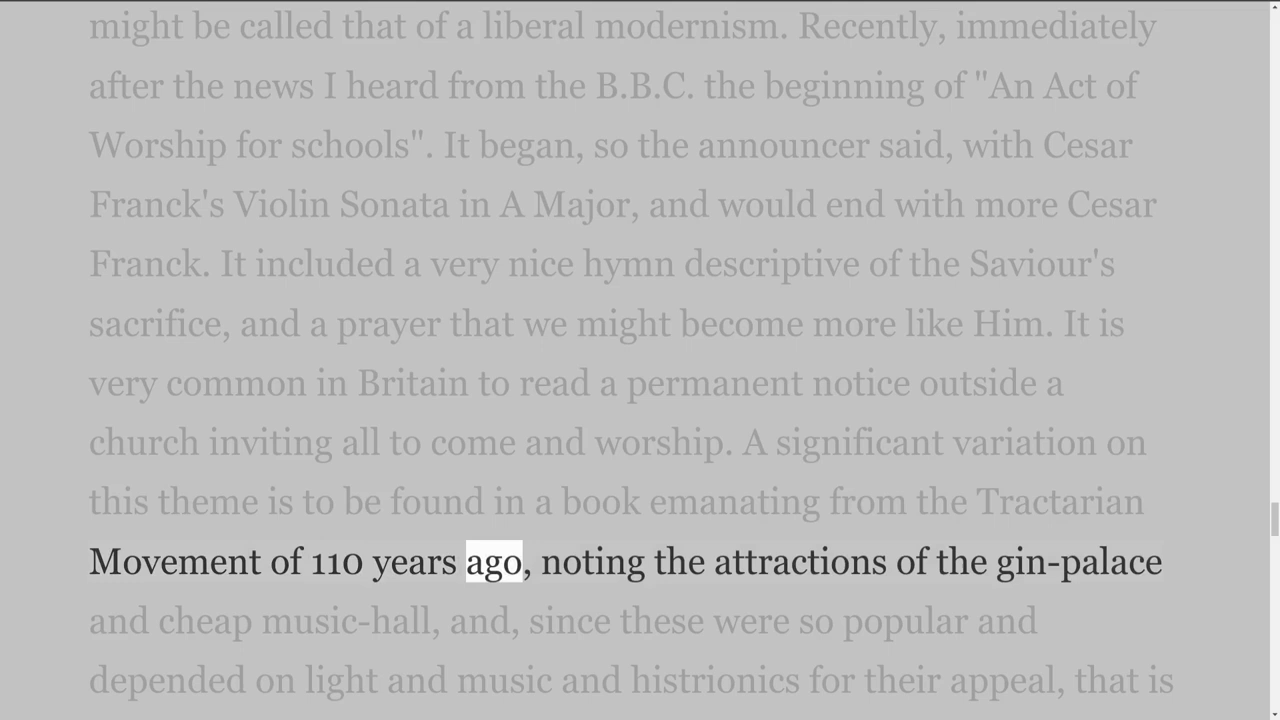 might be called that of a liberal modernism. Recently, immediately
after the news I heard from the B.B.C. the beginning of "An Act of
Worship for schools". It began, so the announcer said, with Cesar
Franck's Violin Sonata in A Major, and would end with more Cesar
Franck. It included a very nice hymn descriptive of the Saviour's
sacrifice, and a prayer that we might become more like Him. It is
very common in Britain to read a permanent notice outside a
church inviting all to come and worship. A significant variation on
this theme is to be found in a book emanating from the Tractarian
Movement of 110 years ago, noting the attractions of the gin-palace
and cheap music-hall, and, since these were so popular and
depended on light and music and histrionics for their appeal, that is